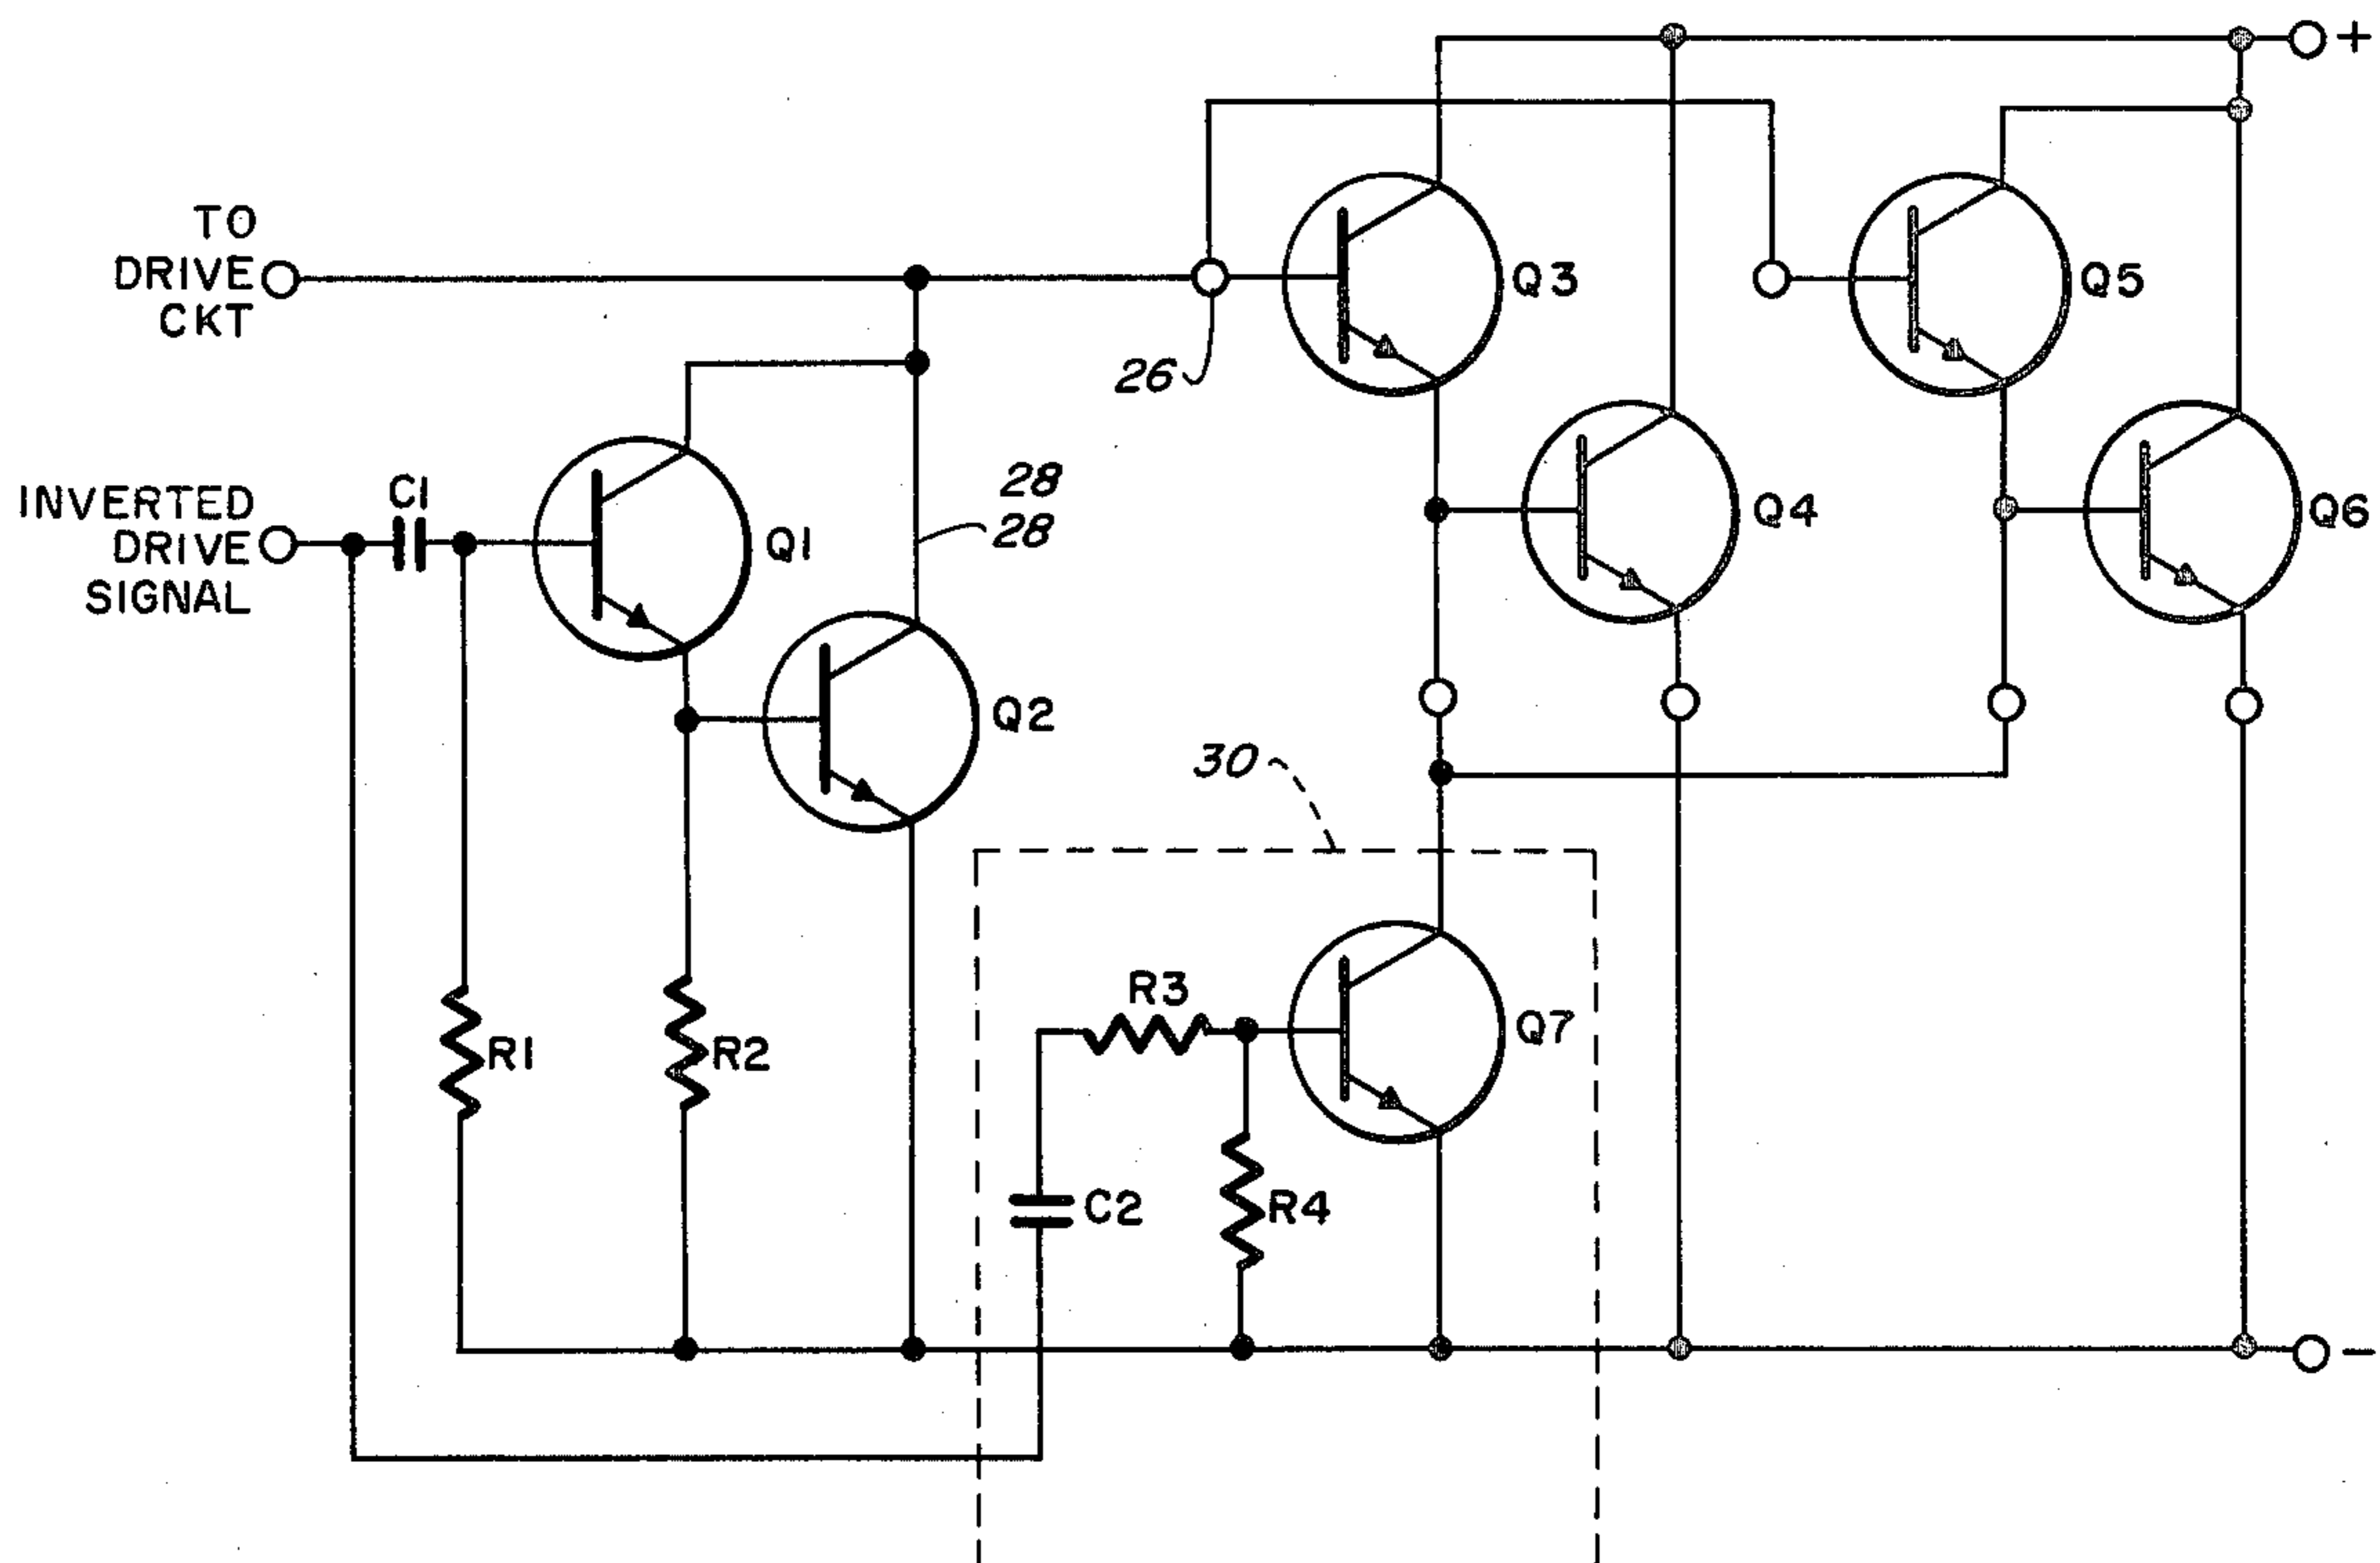 +
TO
DRIVE
CKT
Q3
Q5
26
INVERTED
DRIVE
SIGNAL
C1
Q1
28
28
Q4
Q6
Q2
30
R1
R2
R3
Q7
C2
R4
-